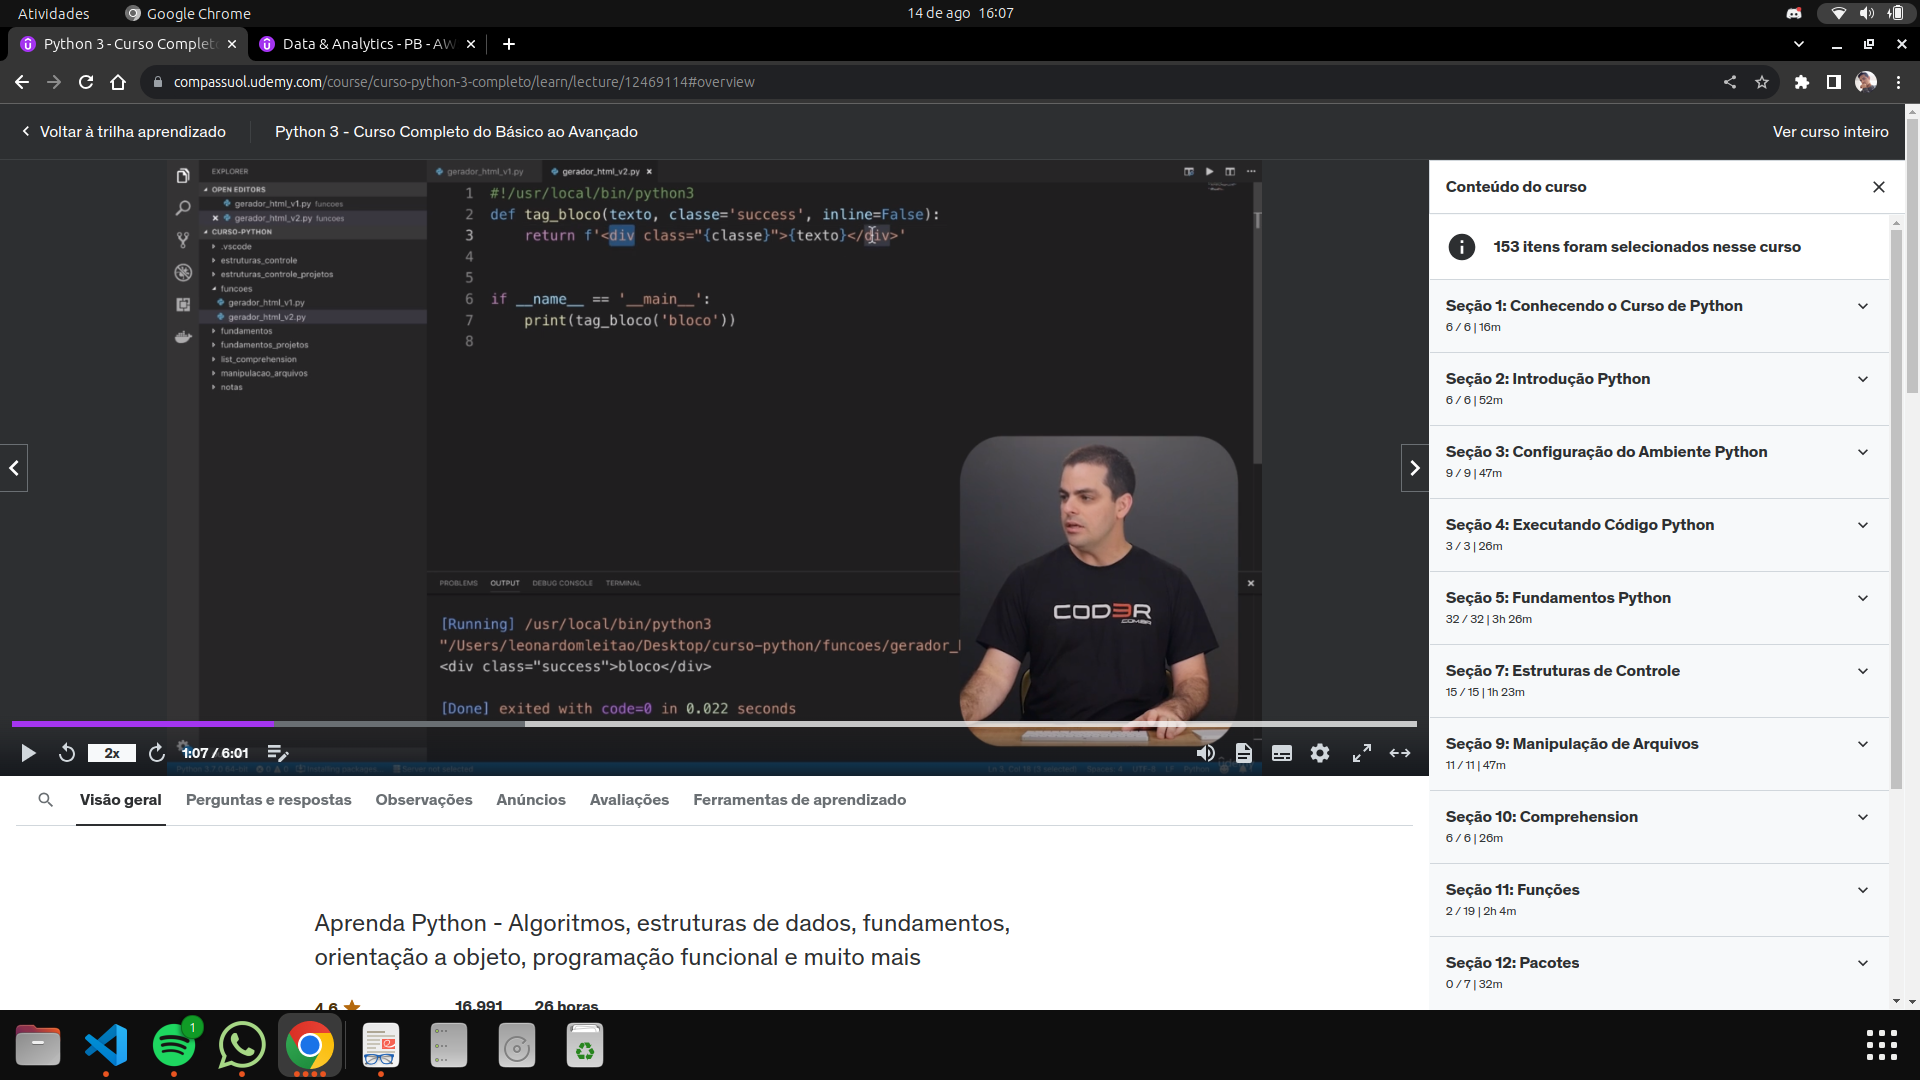 Atividades
Google Chrome
14 de ago 16:07
Python 3 - Curso Complet
Data & Analytics - PB - AW
compassuol.udemy.com/course/curso-python-3-completo/learn/lecture/12469114#overview
Voltar à trilha aprendizado
Python 3 - Curso Completo do Básico ao Avançado
Ver curso inteiro
EXPLORER
OPEN EDITORS
gerador_html_v1.py funcoes
gerador_html_v2.py funcoes
CURSO-PYTHON
.vscode
estruturas_controle
estruturas_controle_projetos
funcoes
gerador_html_v1.py
gerador_html_v2.py
fundamentos
fundamentos_projetos
list_comprehension
manipulacao_arquivos
notas
gerador_html_v1.py
gerador_html_v2.py
1 #!/usr/local/bin/python3
2 def tag_bloco(texto, classe='success', inline=False):
3 return f'<div class="{classe}">{texto}</div>'
4
5
6 if __name__ == '__main__':
7 print(tag_bloco('bloco'))
8
PROBLEMS OUTPUT DEBUG CONSOLE TERMINAL
[Running] /usr/local/bin/python3
"/Users/leonardomleitao/Desktop/curso-python/funcoes/gerador_
<div class="success">bloco</div>
[Done] exited with code=0 in 0.022 seconds
COD3R
.COM.BR
2x
1:07 / 6:01
Conteúdo do curso
153 itens foram selecionados nesse curso
Seção 1: Conhecendo o Curso de Python
6 / 6 | 16m
Seção 2: Introdução Python
6 / 6 | 52m
Seção 3: Configuração do Ambiente Python
9 / 9 | 47m
Seção 4: Executando Código Python
3 / 3 | 26m
Seção 5: Fundamentos Python
32 / 32 | 3h 26m
Seção 7: Estruturas de Controle
15 / 15 | 1h 23m
Seção 9: Manipulação de Arquivos
11 / 11 | 47m
Seção 10: Comprehension
6 / 6 | 26m
Seção 11: Funções
2 / 19 | 2h 4m
Seção 12: Pacotes
0 / 7 | 32m
Visão geral
Perguntas e respostas
Observações
Anúncios
Avaliações
Ferramentas de aprendizado
Aprenda Python - Algoritmos, estruturas de dados, fundamentos,
orientação a objeto, programação funcional e muito mais
4,6
16.991
26 horas
1